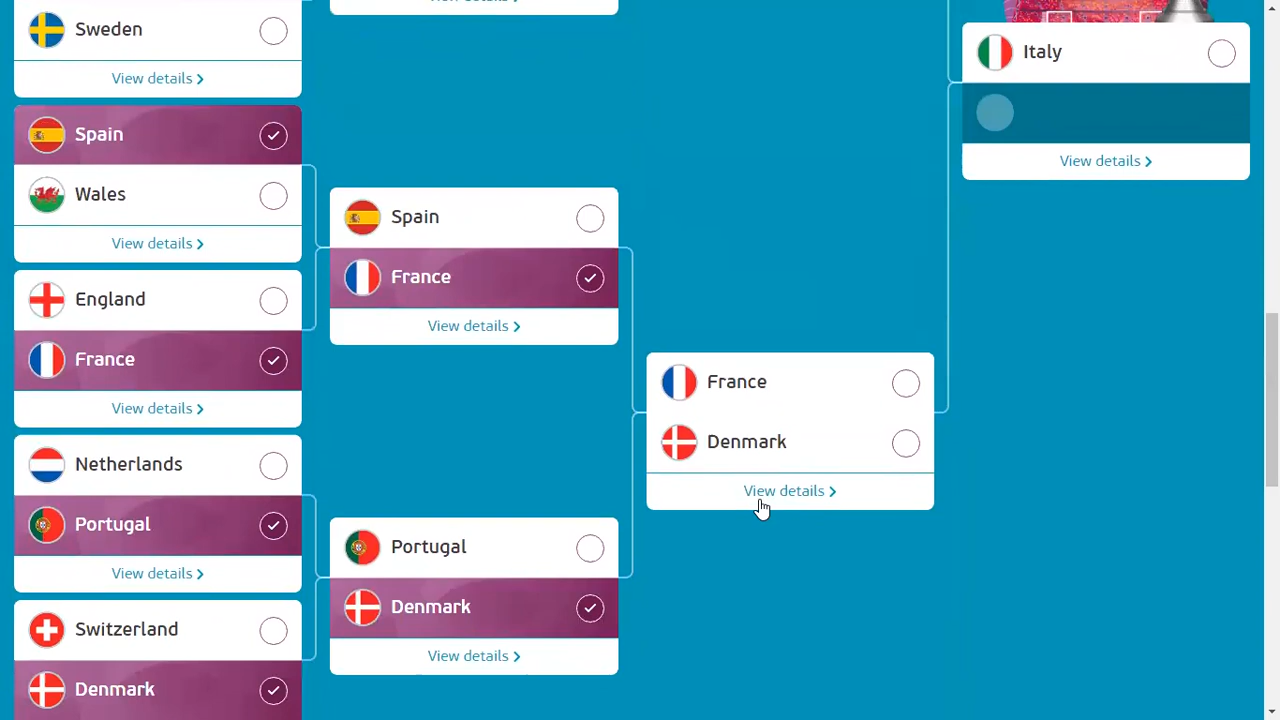 Sweden
View details
Spain
Wales
View details
England
France
View details
Netherlands
Portugal
View details
Switzerland
Denmark
Spain
France
View details
Portugal
Denmark
View details
France
Denmark
View details
Italy
View details